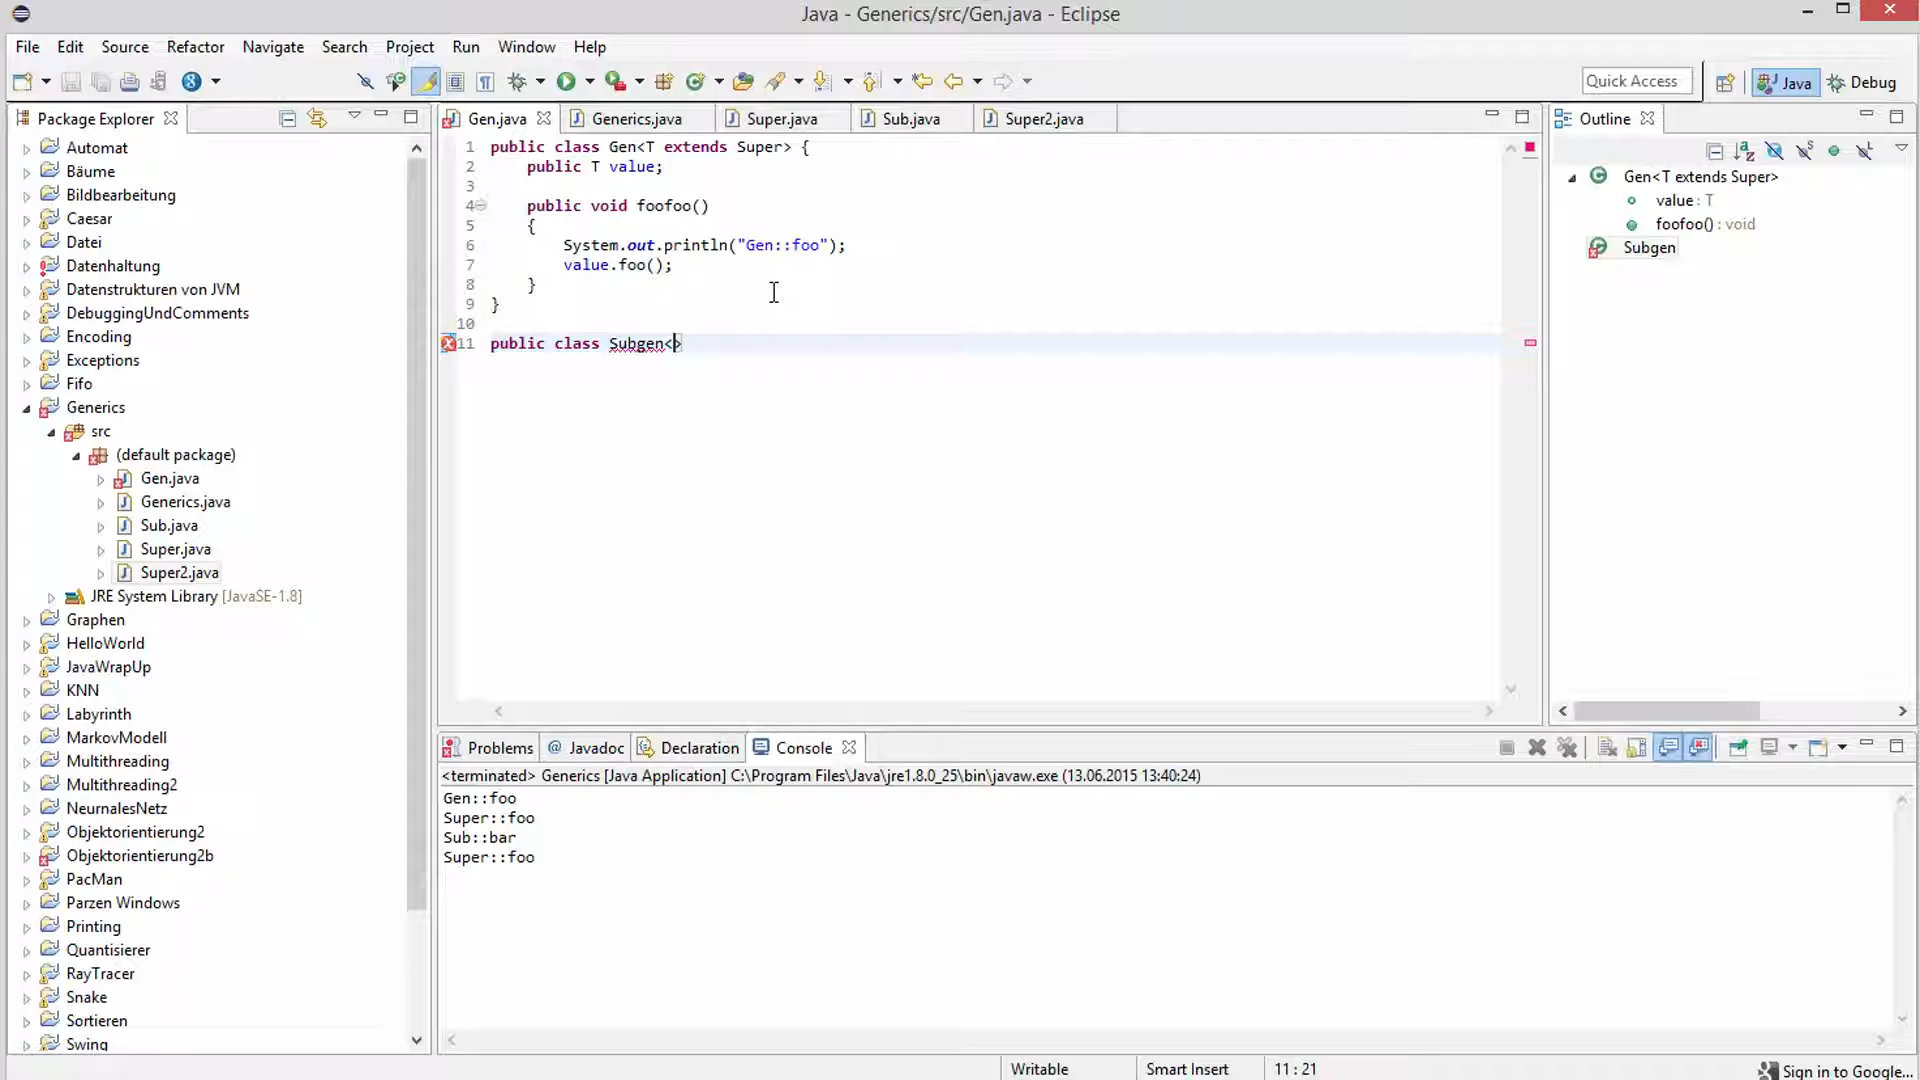 Java - Generics/src/Gen.java - Eclipse
File Edit Source Refactor Navigate Search Project Run Window Help
Quick Access Java Debug
Package Explorer
Automat
Bäume
Bildbearbeitung
Caesar
Datei
Datenhaltung
Datenstrukturen von JVM
DebuggingUndComments
Encoding
Exceptions
Fifo
Generics
src
(default package)
Gen.java
Generics.java
Sub.java
Super.java
Super2.java
JRE System Library [JavaSE-1.8]
Graphen
HelloWorld
JavaWrapUp
KNN
Labyrinth
MarkovModell
Multithreading
Multithreading2
NeurnalesNetz
Objektorientierung2
Objektorientierung2b
PacMan
Parzen Windows
Printing
Quantisierer
RayTracer
Snake
Sortieren
Swing
Gen.java Generics.java Super.java Sub.java Super2.java
1 public class Gen<T extends Super> {
2 public T value;
3
4 public void foofoo()
5 {
6 System.out.println("Gen::foo");
7 value.foo();
8 }
9 }
10
11 public class Subgen<>
Outline
Gen<T extends Super>
value : T
foofoo() : void
Subgen
Problems Javadoc Declaration Console
<terminated> Generics [Java Application] C:\Program Files\Java\jre1.8.0_25\bin\javaw.exe (13.06.2015 13:40:24)
Gen::foo
Super::foo
Sub::bar
Super::foo
Writable Smart Insert 11 : 21 Sign in to Google...